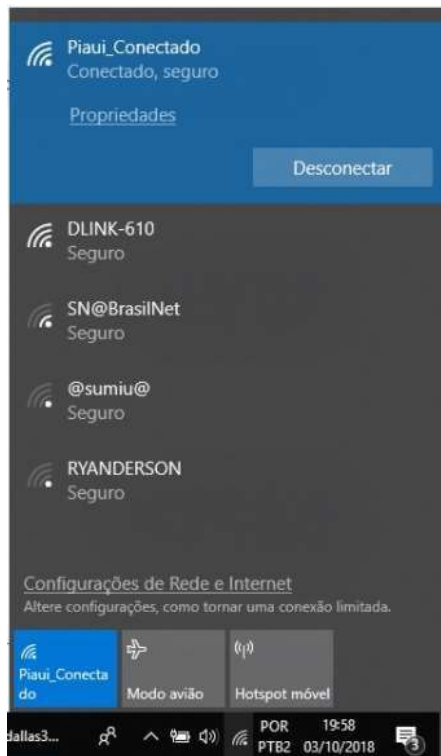 Piaui_Conectado
Conectado, seguro
Propriedades
Desconectar
DLINK-610
Seguro
SN@BrasilNet
Seguro
@sumiu@
Seguro
RYANDERSON
Seguro
Configurações de Rede e Internet
Altere configurações, como tornar uma conexão limitada.
Piaui_Conecta
do
Modo avião
Hotspot móvel
dallas3...
POR
PTB2
19:58
03/10/2018
3